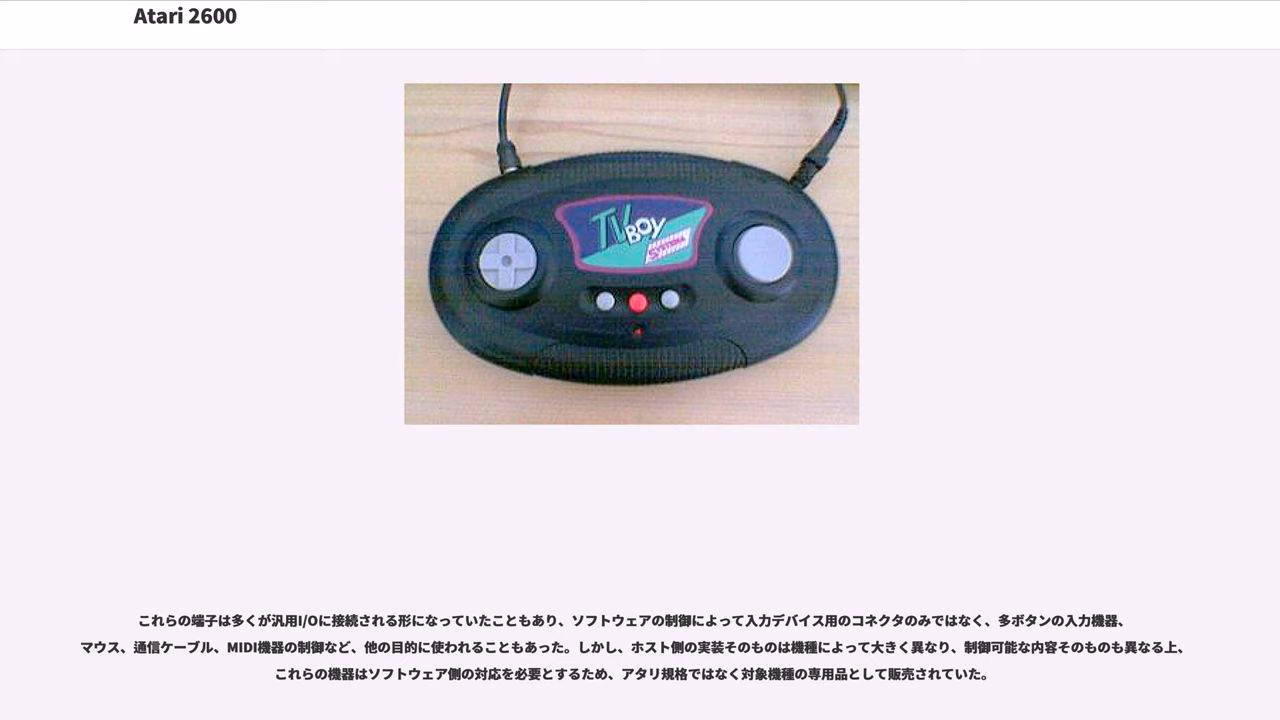 Atari 2600
TV
BOY
これらの端子は多くが汎用I/Oに接続される形になっていたこともあり、ソフトウェアの制御によって入力デバイス用のコネクタのみではなく、多ボタンの入力機器、
マウス、通信ケーブル、MIDI機器の制御など、他の目的に使われることもあった。しかし、ホスト側の実装そのものは機種によって大きく異なり、制御可能な内容そのものも異なる上、
これらの機器はソフトウェア側の対応を必要とするため、アタリ規格ではなく対象機種の専用品として販売されていた。